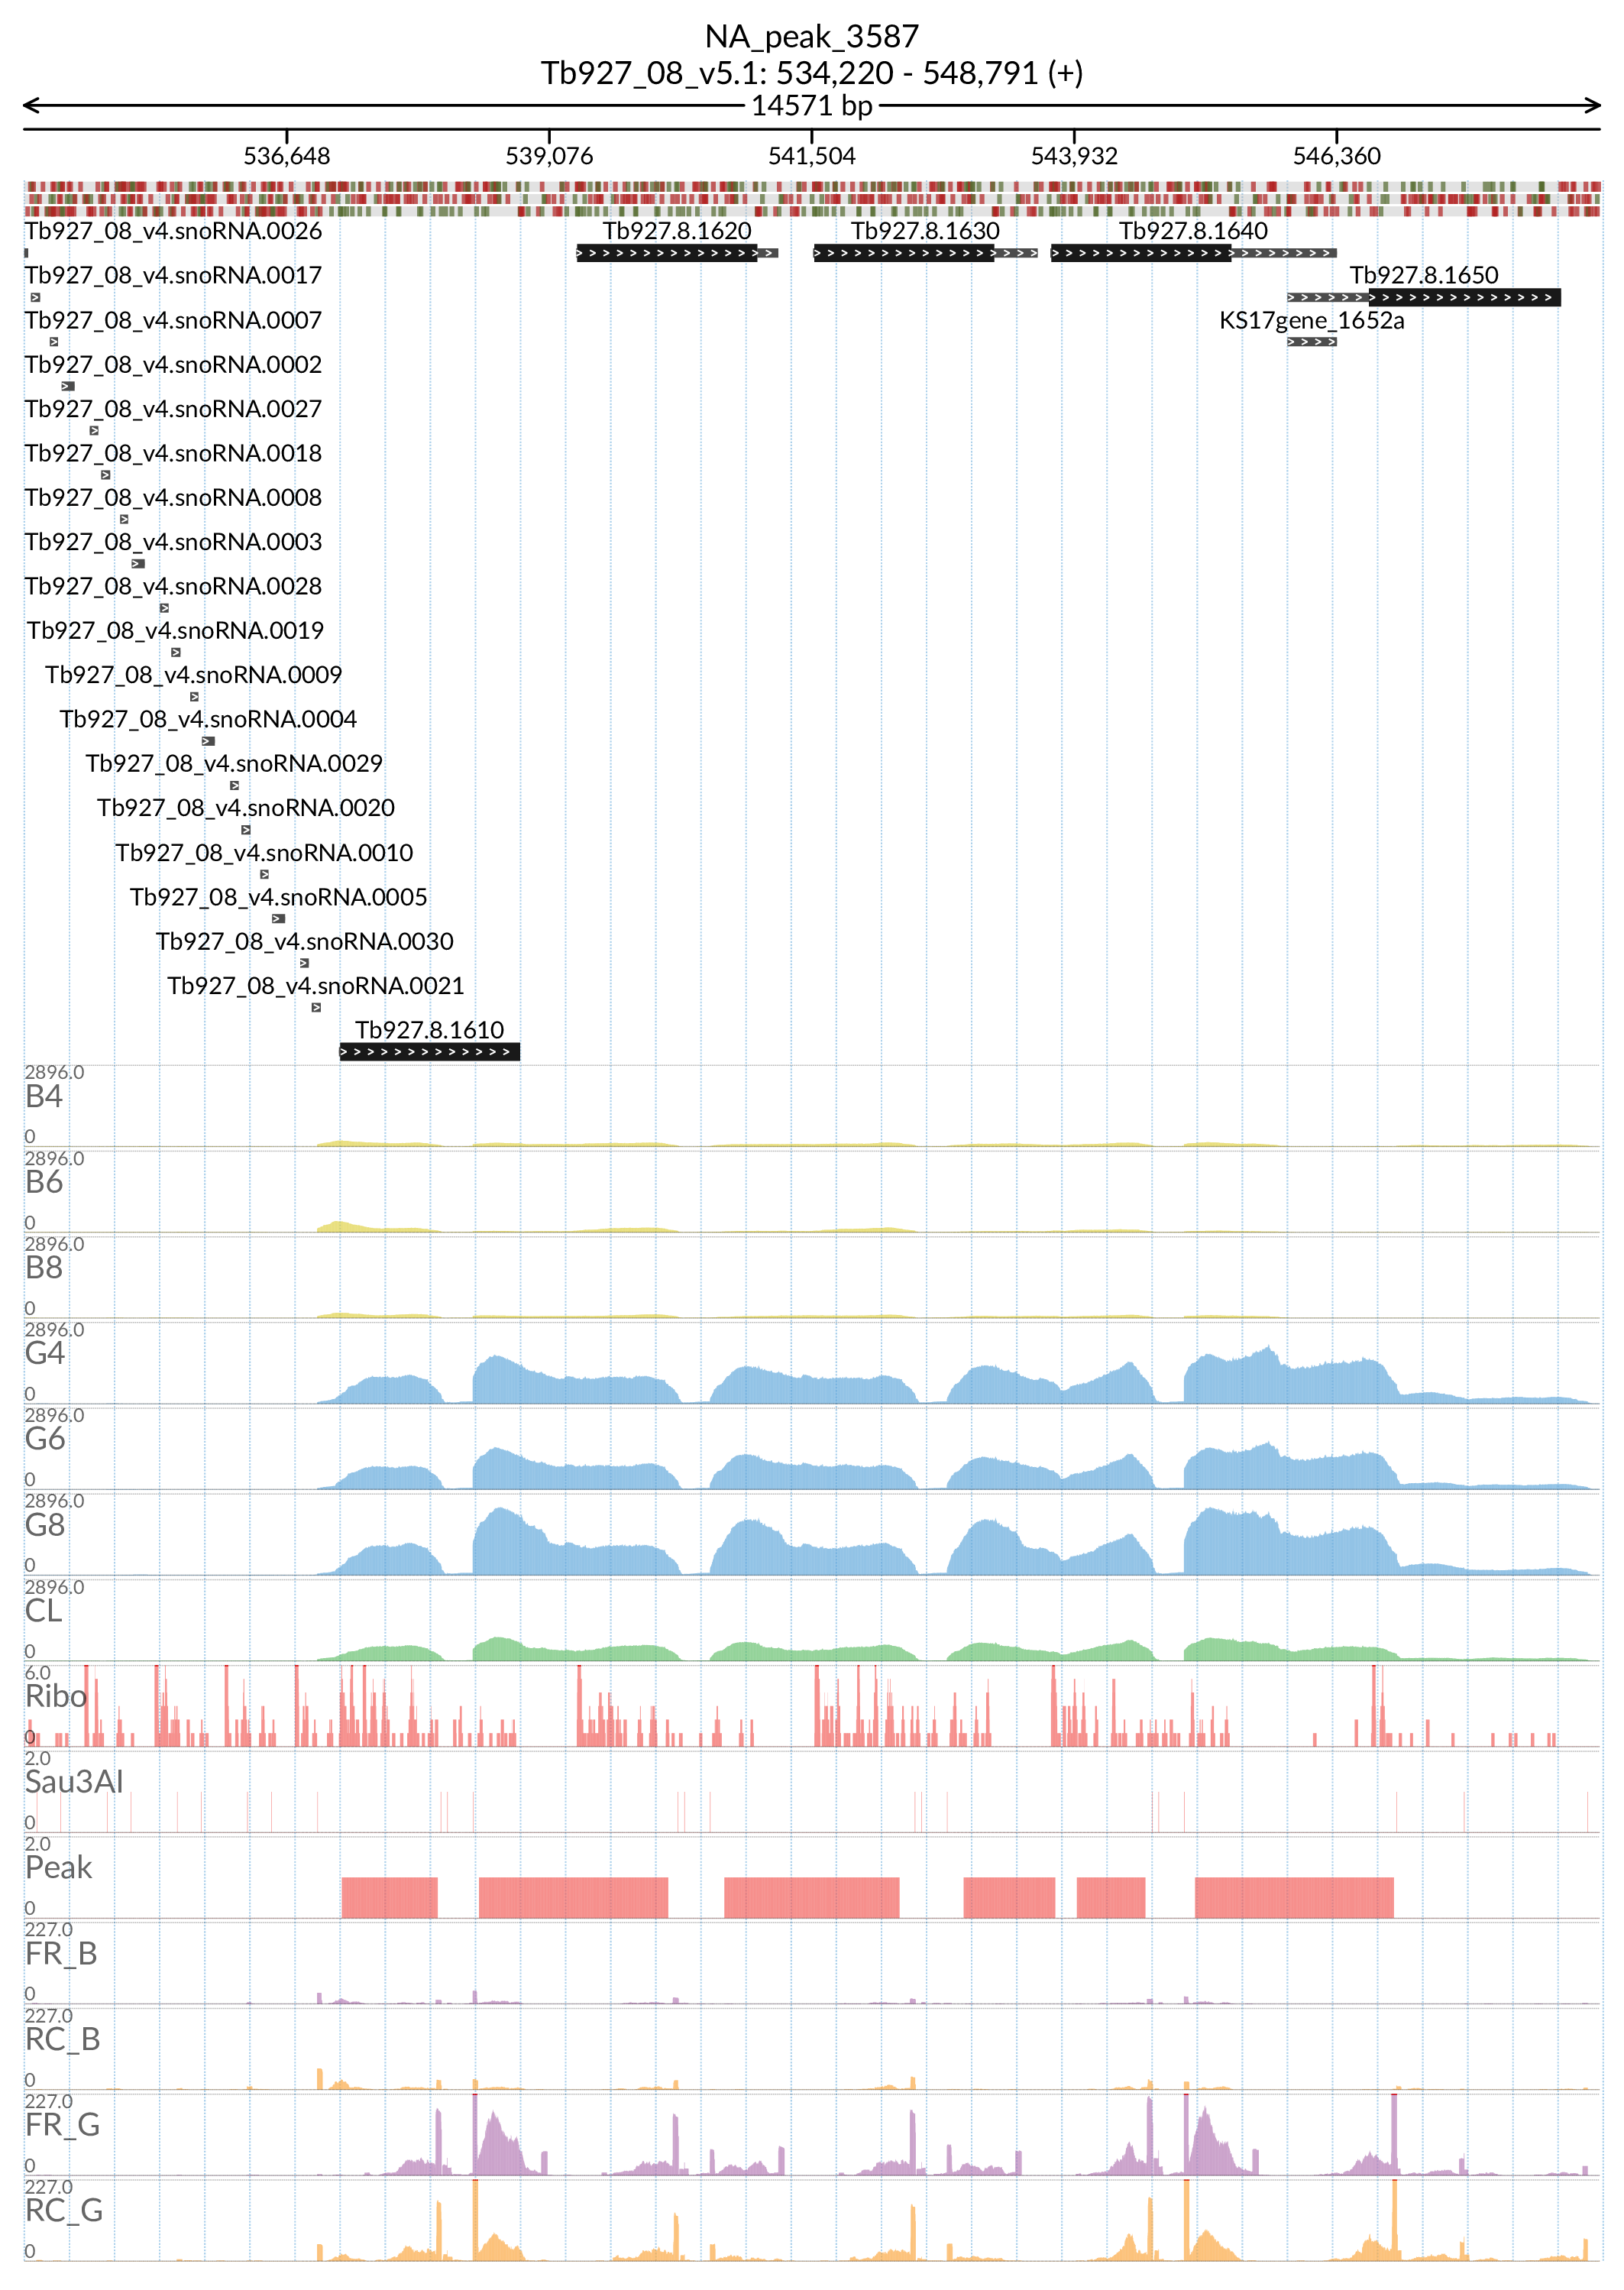 NA_peak_3587
Tb927_08_v5.1: 534,220 - 548,791 (+)
14571 bp
536,648 539,076 541,504 543,932 546,360
Tb927_08_v4.snoRNA.0026 Tb927.8.1620 Tb927.8.1630 Tb927.8.1640
Tb927_08_v4.snoRNA.0017 Tb927.8.1650
Tb927_08_v4.snoRNA.0007 KS17gene_1652a
Tb927_08_v4.snoRNA.0002
Tb927_08_v4.snoRNA.0027
Tb927_08_v4.snoRNA.0018
Tb927_08_v4.snoRNA.0008
Tb927_08_v4.snoRNA.0003
Tb927_08_v4.snoRNA.0028
Tb927_08_v4.snoRNA.0019
Tb927_08_v4.snoRNA.0009
Tb927_08_v4.snoRNA.0004
Tb927_08_v4.snoRNA.0029
Tb927_08_v4.snoRNA.0020
Tb927_08_v4.snoRNA.0010
Tb927_08_v4.snoRNA.0005
Tb927_08_v4.snoRNA.0030
Tb927_08_v4.snoRNA.0021
Tb927.8.1610
2896.0
B4
0
2896.0
B6
0
2896.0
B8
0
2896.0
G4
0
2896.0
G6
0
2896.0
G8
0
2896.0
CL
0
6.0
Ribo
0
2.0
Sau3AI
0
2.0
Peak
0
227.0
FR_B
0
227.0
RC_B
0
227.0
FR_G
0
227.0
RC_G
0